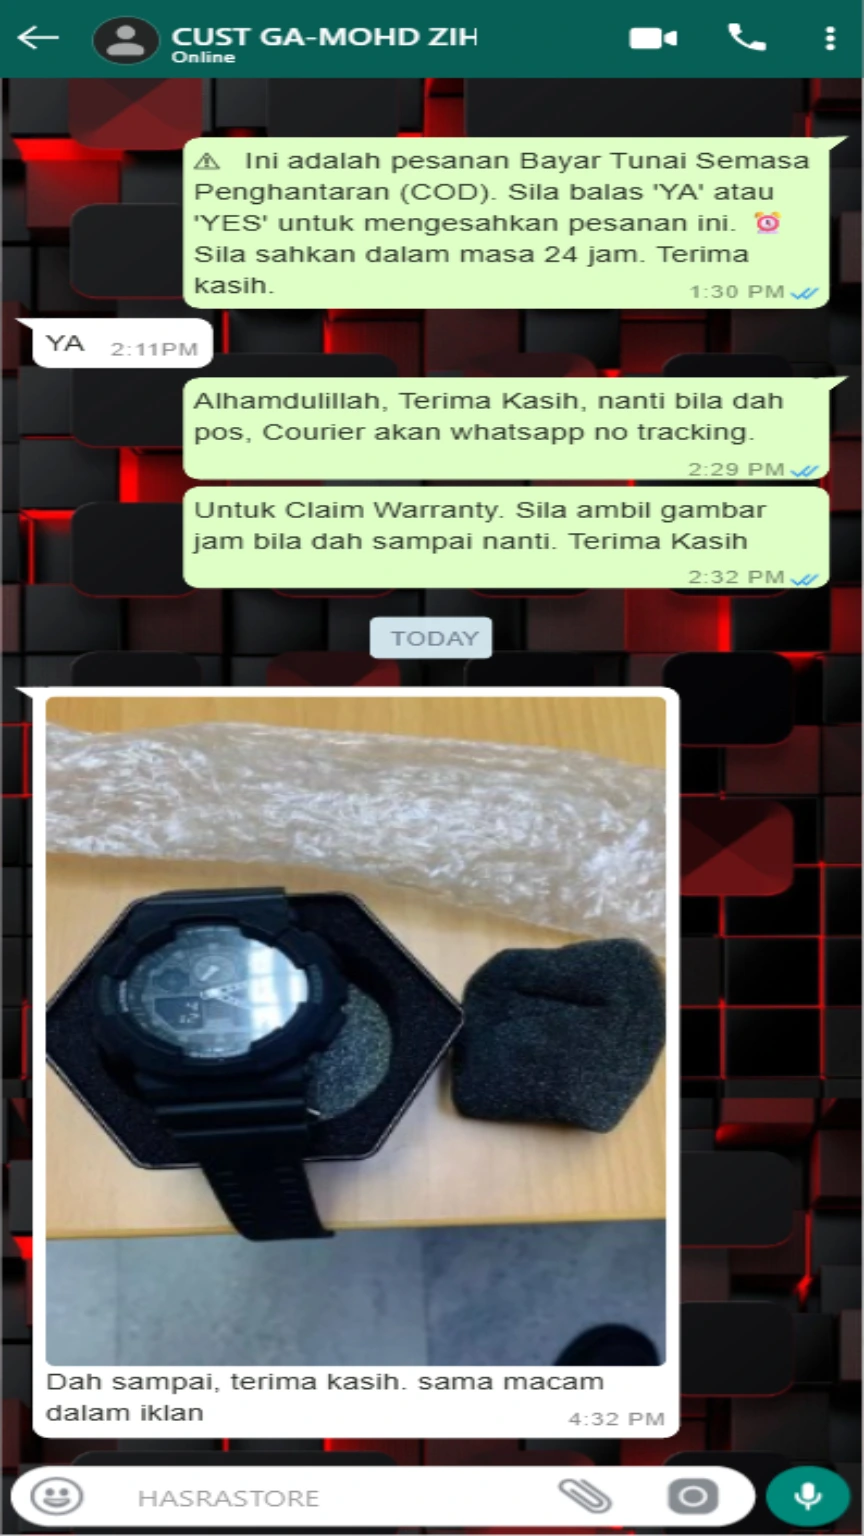 CUST GA-MOHD ZIH
Online
⚠ Ini adalah pesanan Bayar Tunai Semasa
Penghantaran (COD). Sila balas 'YA' atau
'YES' untuk mengesahkan pesanan ini. ⏰
Sila sahkan dalam masa 24 jam. Terima
kasih.
1:30 PM
YA
2:11PM
Alhamdulillah, Terima Kasih, nanti bila dah
pos, Courier akan whatsapp no tracking.
2:29 PM
Untuk Claim Warranty. Sila ambil gambar
jam bila dah sampai nanti. Terima Kasih
2:32 PM
TODAY
Dah sampai, terima kasih. sama macam
dalam iklan
4:32 PM
HASRASTORE